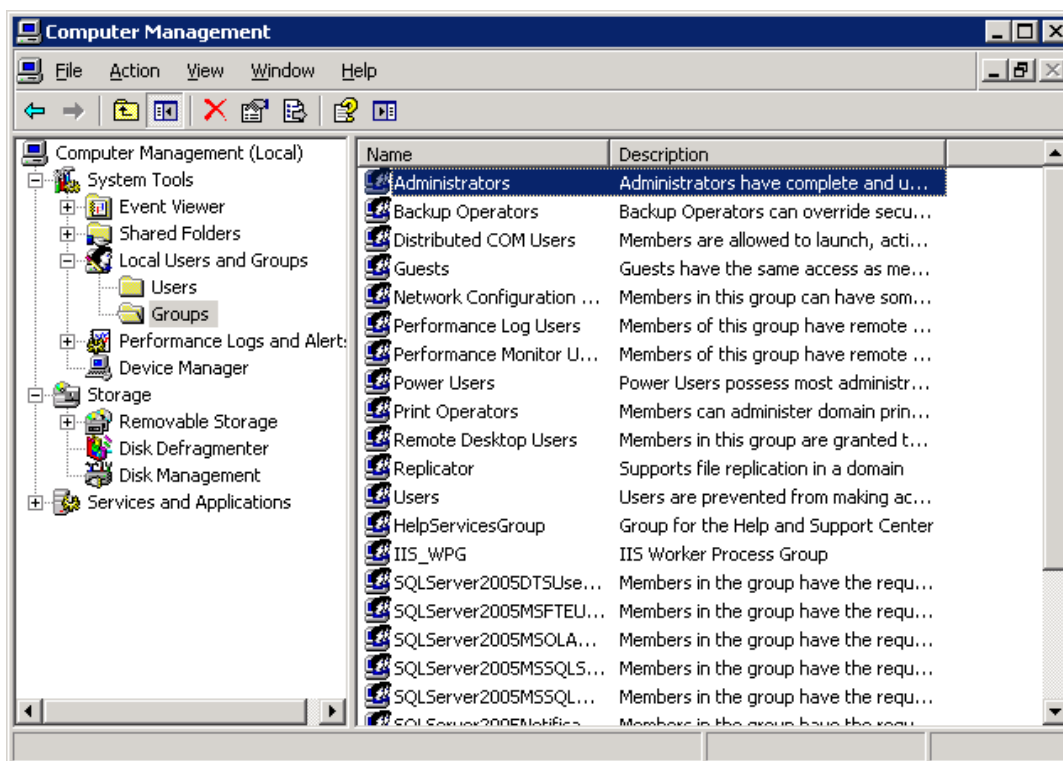 Computer Management
File Action View Window Help
Computer Management (Local)
System Tools
Event Viewer
Shared Folders
Local Users and Groups
Users
Groups
Performance Logs and Alert
Device Manager
Storage
Removable Storage
Disk Defragmenter
Disk Management
Services and Applications
Name Description
Administrators Administrators have complete and u...
Backup Operators Backup Operators can override secu...
Distributed COM Users Members are allowed to launch, acti...
Guests Guests have the same access as me...
Network Configuration ... Members in this group can have som...
Performance Log Users Members of this group have remote ...
Performance Monitor U... Members of this group have remote ...
Power Users Power Users possess most administr...
Print Operators Members can administer domain prin...
Remote Desktop Users Members in this group are granted t...
Replicator Supports file replication in a domain
Users Users are prevented from making ac...
HelpServicesGroup Group for the Help and Support Center
IIS_WPG IIS Worker Process Group
SQLServer2005DTSUse... Members in the group have the requ...
SQLServer2005MSFTEU... Members in the group have the requ...
SQLServer2005MSOLA... Members in the group have the requ...
SQLServer2005MSSQLS... Members in the group have the requ...
SQLServer2005MSSQL... Members in the group have the requ...
SQLServer2005Notifica... Members in the group have the requ...